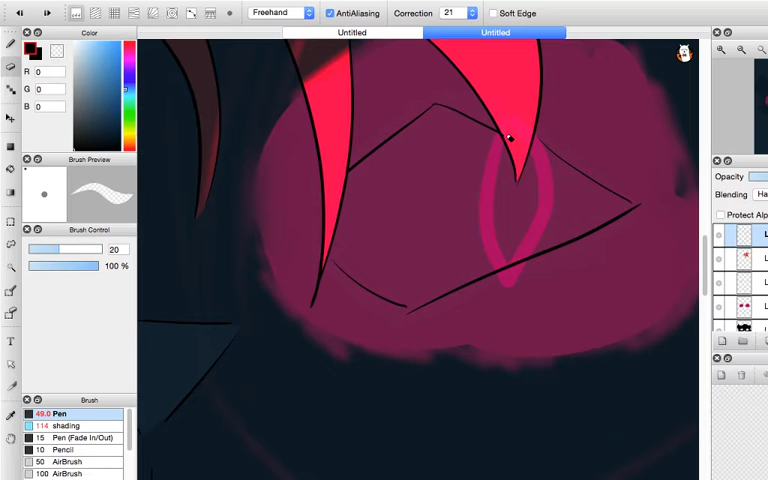 Freehand
AntiAliasing
Correction
21
Soft Edge
Color
Untitled
Untitled
R
0
G
0
B
0
Brush Preview
Opacity
Blending
Ha
Protect Alp
Brush Control
20
100 %
T
Brush
49.0 Pen
114 shading
15 Pen (Fade In/Out)
10 Pencil
50 AirBrush
100 AirBrush